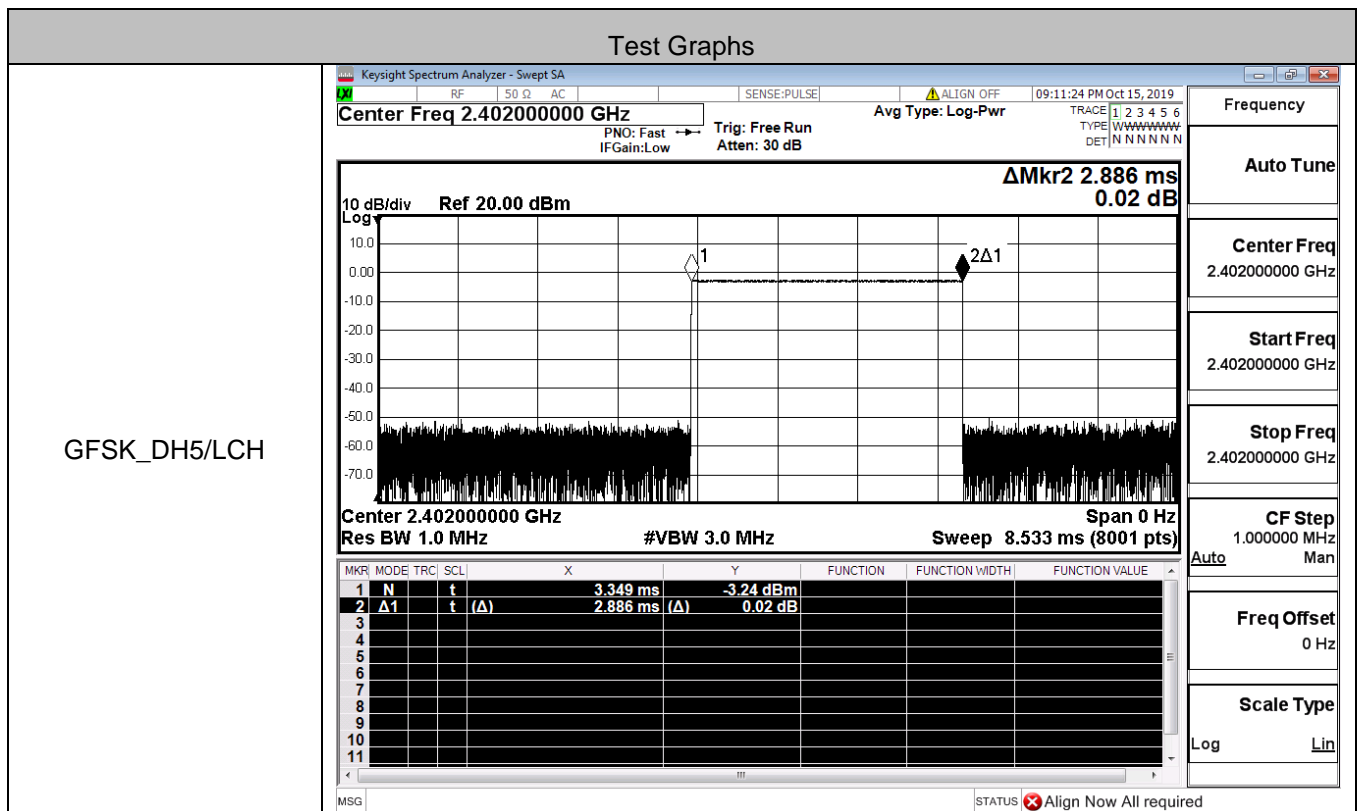 Test Graphs
GFSK_DH5/LCH
Keysight Spectrum Analyzer - Swept SA
LXI RF 50 Ω AC SENSE:PULSE ALIGN OFF 09:11:24 PM Oct 15, 2019
Center Freq 2.402000000 GHz
PNO: Fast
IFGain:Low
Trig: Free Run
Atten: 30 dB
Avg Type: Log-Pwr
TRACE 1 2 3 4 5 6
TYPE WWWWWW
DET N N N N N N
ΔMkr2 2.886 ms
0.02 dB
10 dB/div Ref 20.00 dBm
Log
10.0
0.00
-10.0
-20.0
-30.0
-40.0
-50.0
-60.0
-70.0
1
2Δ1
Center 2.402000000 GHz Span 0 Hz
Res BW 1.0 MHz #VBW 3.0 MHz Sweep 8.533 ms (8001 pts)
MKR MODE TRC SCL X Y FUNCTION FUNCTION WIDTH FUNCTION VALUE
1 N t 3.349 ms -3.24 dBm
2 Δ1 t (Δ) 2.886 ms (Δ) 0.02 dB
3
4
5
6
7
8
9
10
11
MSG STATUS Align Now All required
Frequency
Auto Tune
Center Freq
2.402000000 GHz
Start Freq
2.402000000 GHz
Stop Freq
2.402000000 GHz
CF Step
1.000000 MHz
Auto Man
Freq Offset
0 Hz
Scale Type
Log Lin